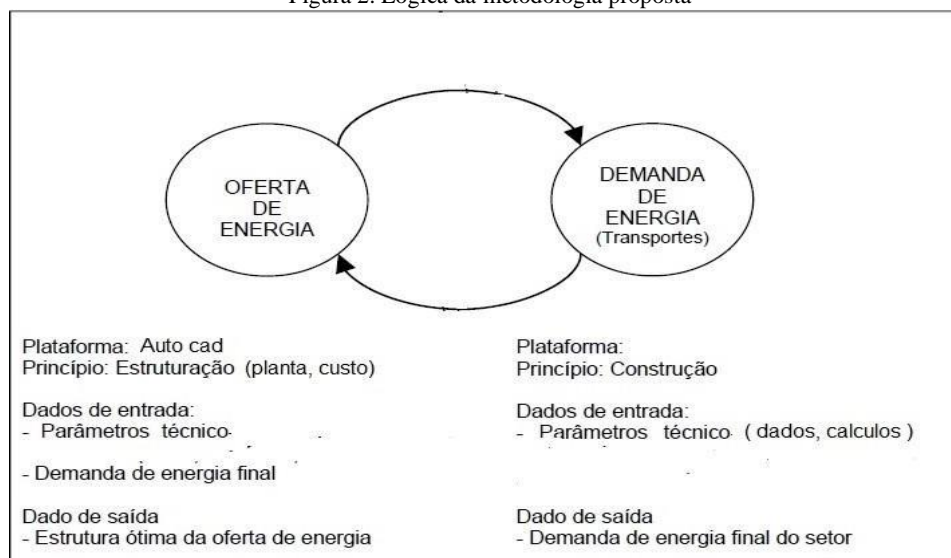 Figura 2. Lógica da metodologia proposta
OFERTA
DE
ENERGIA
DEMANDA
DE
ENERGIA
(Transportes)
Plataforma: Auto cad
Princípio: Estruturação (planta, custo)
Dados de entrada:
- Parâmetros técnico
- Demanda de energia final
Dado de saída
- Estrutura ótima da oferta de energia
Plataforma:
Princípio: Construção
Dados de entrada:
- Parâmetros técnico ( dados, calculos )
Dado de saída
- Demanda de energia final do setor